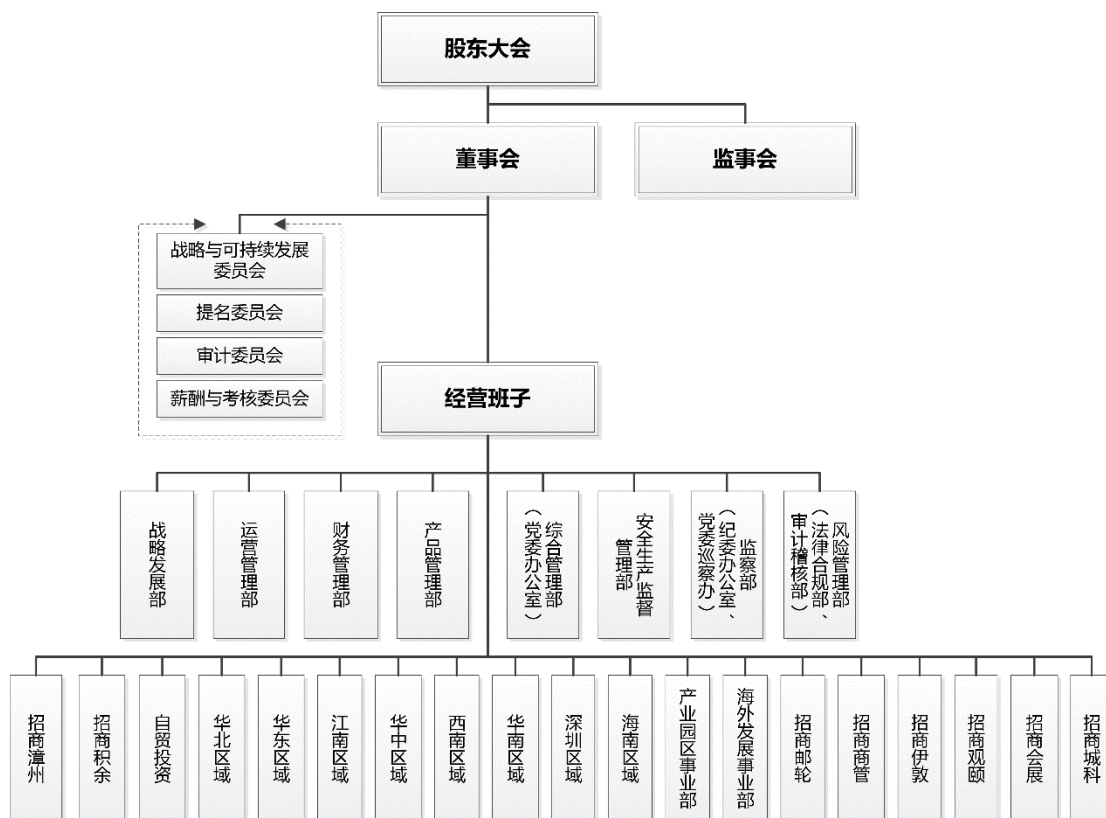 股东大会
董事会
监事会
战略与可持续发展
委员会
提名委员会
审计委员会
薪酬与考核委员会
经营班子
战略发展部
运营管理部
财务管理部
产品管理部
综合管理部
（党委办公室）
安全生产监督
管理部
监察部
（纪委办公室、
党委巡察办）
风险管理部
（法律合规部、
审计稽核部）
招商漳州
招商积余
自贸投资
华北区域
华东区域
江南区域
华中区域
西南区域
华南区域
深圳区域
海南区域
产业园区事业部
海外发展事业部
招商邮轮
招商商管
招商伊敦
招商观颐
招商会展
招商城科